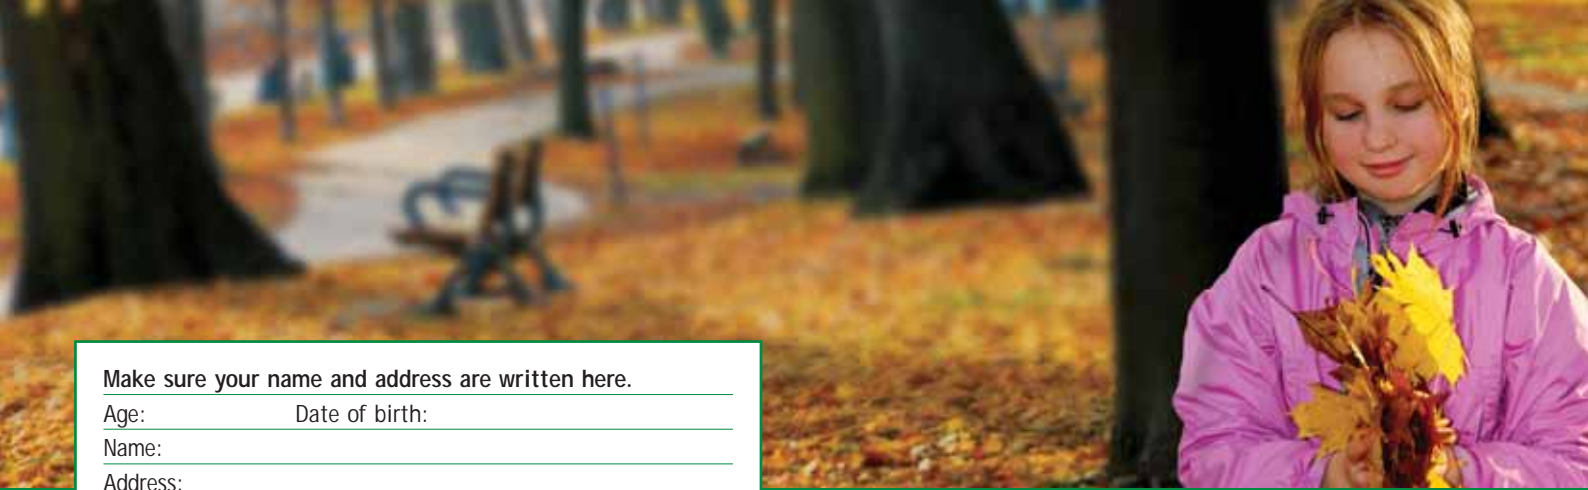 Make sure your name and address are written here.
Age: Date of birth:
Name:
Address: